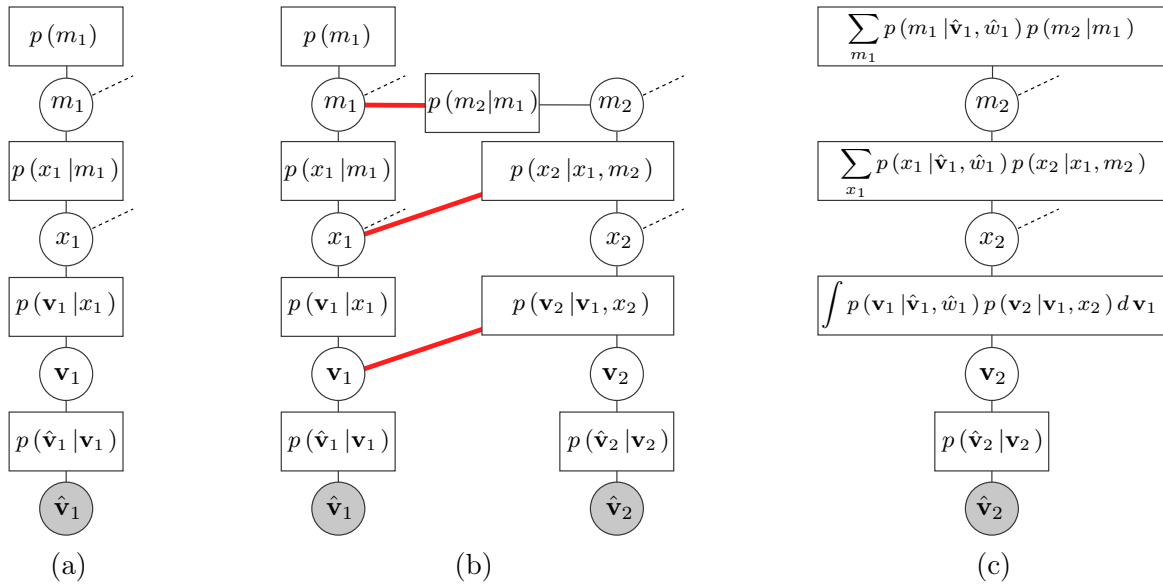 p(m₁)
m₁
p(x₁|m₁)
x₁
p(𝐯₁|x₁)
𝐯₁
p(𝐯̂₁|𝐯₁)
𝐯̂₁
(a)
p(m₁)
m₁
p(m₂|m₁)
m₂
p(x₁|m₁)
p(x₂|x₁, m₂)
x₁
x₂
p(𝐯₁|x₁)
p(𝐯₂|𝐯₁, x₂)
𝐯₁
𝐯₂
p(𝐯̂₁|𝐯₁)
p(𝐯̂₂|𝐯₂)
𝐯̂₁
𝐯̂₂
(b)
∑_{m₁} p(m₁|𝐯̂₁, ŵ₁) p(m₂|m₁)
m₂
∑_{x₁} p(x₁|𝐯̂₁, ŵ₁) p(x₂|x₁, m₂)
x₂
∫ p(𝐯₁|𝐯̂₁, ŵ₁) p(𝐯₂|𝐯₁, x₂) d𝐯₁
𝐯₂
p(𝐯̂₂|𝐯₂)
𝐯̂₂
(c)